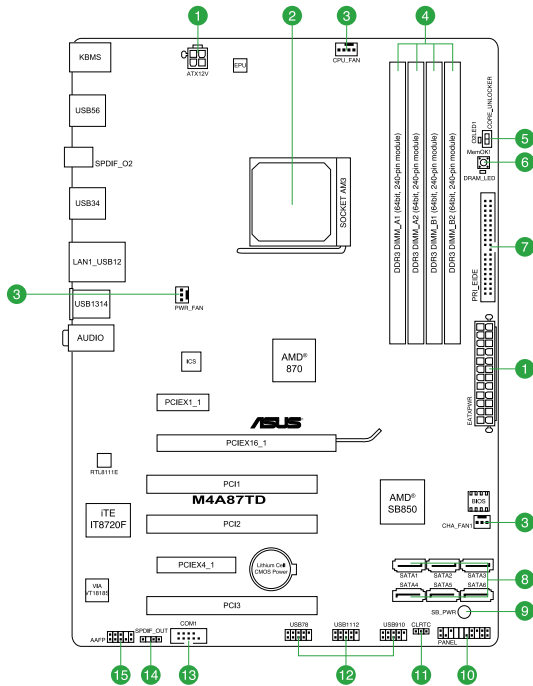 1
2
3
4
KBMS
ATX12V
EPU
CPU_FAN
USB56
SPDIF_O2
USB34
LAN1_USB12
3
USB1314
PWR_FAN
AUDIO
SOCKET AM3
DDR3 DIMM_A1 (64bit, 240-pin module)
DDR3 DIMM_A2 (64bit, 240-pin module)
DDR3 DIMM_B1 (64bit, 240-pin module)
DDR3 DIMM_B2 (64bit, 240-pin module)
O2LED1
CORE_UNLOCKER
5
MemOK!
6
DRAM_LED
PRI_EIDE
7
EATXPWR
1
ICS
AMD®
870
PCIEX1_1
ASUS
PCIEX16_1
RTL8111E
PCI1
M4A87TD
iTE
IT8720F
PCI2
AMD®
SB850
BIOS
CHA_FAN1
3
PCIEX4_1
Lithium Cell
CMOS Power
VIA
VT1818S
SATA1
SATA2
SATA3
SATA4
SATA5
SATA6
8
PCI3
SB_PWR
9
AAFP
SPDIF_OUT
COM1
USB78
USB1112
USB910
CLRTC
PANEL
15
14
13
12
11
10